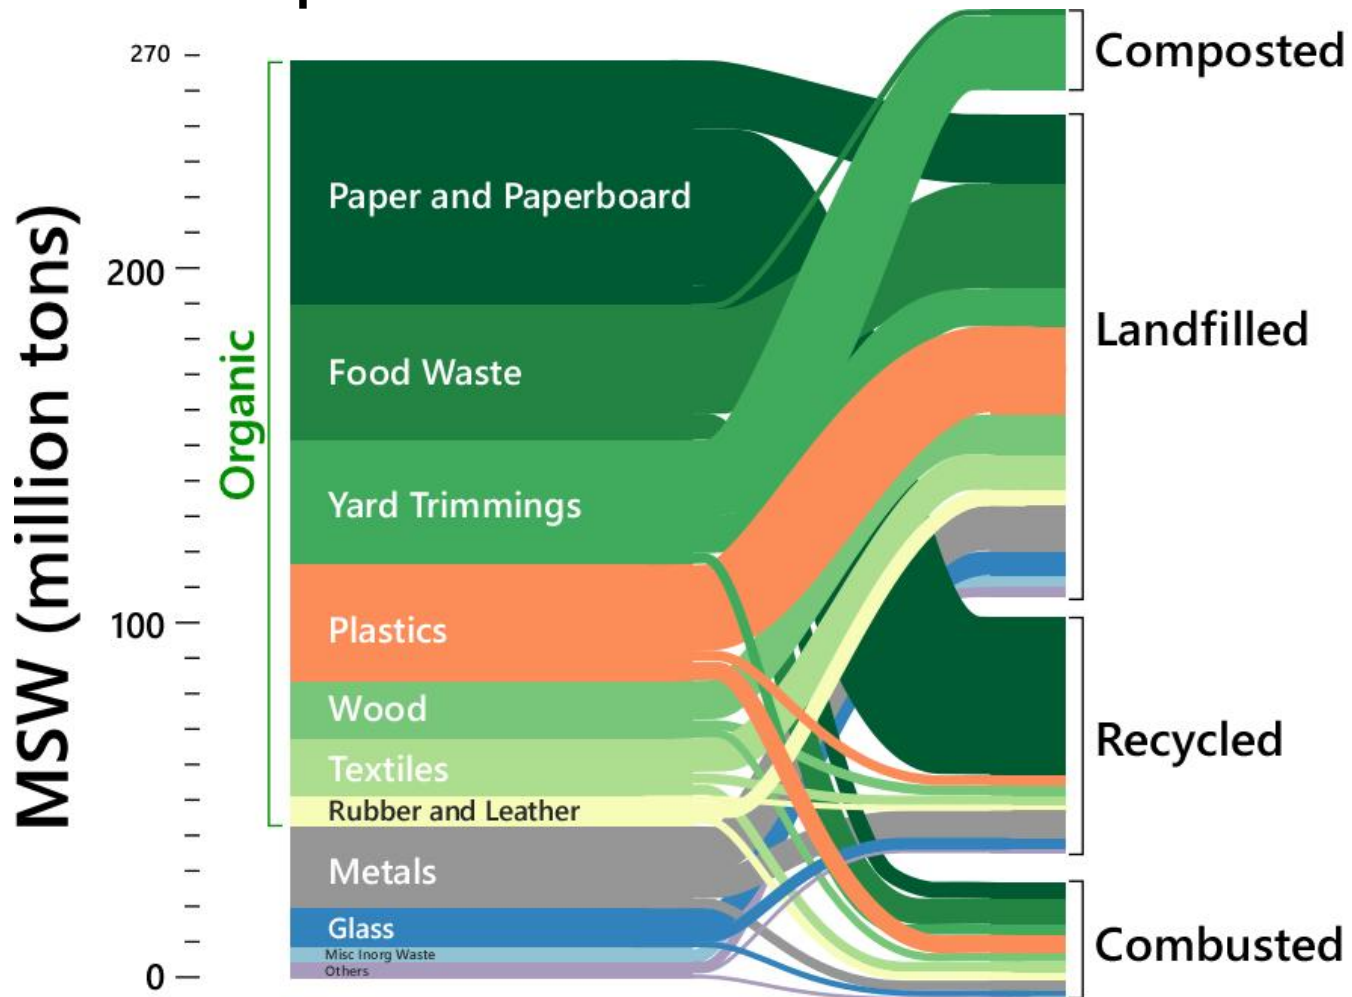 MSW (million tons)
270
200
100
0
Organic
Paper and Paperboard
Food Waste
Yard Trimmings
Plastics
Wood
Textiles
Rubber and Leather
Metals
Glass
Misc Inorg Waste
Others
Composted
Landfilled
Recycled
Combusted